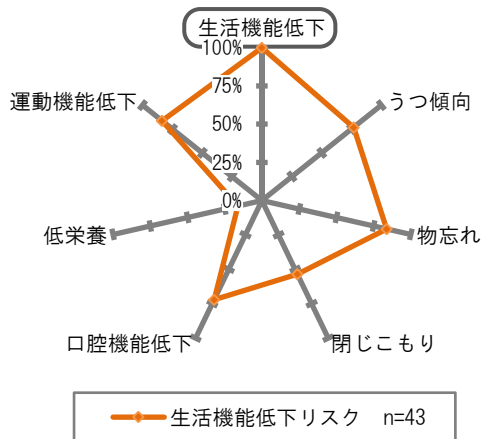 生活機能低下
100%
75%
50%
25%
0%
運動機能低下
うつ傾向
低栄養
物忘れ
口腔機能低下
閉じこもり
生活機能低下リスク n=43